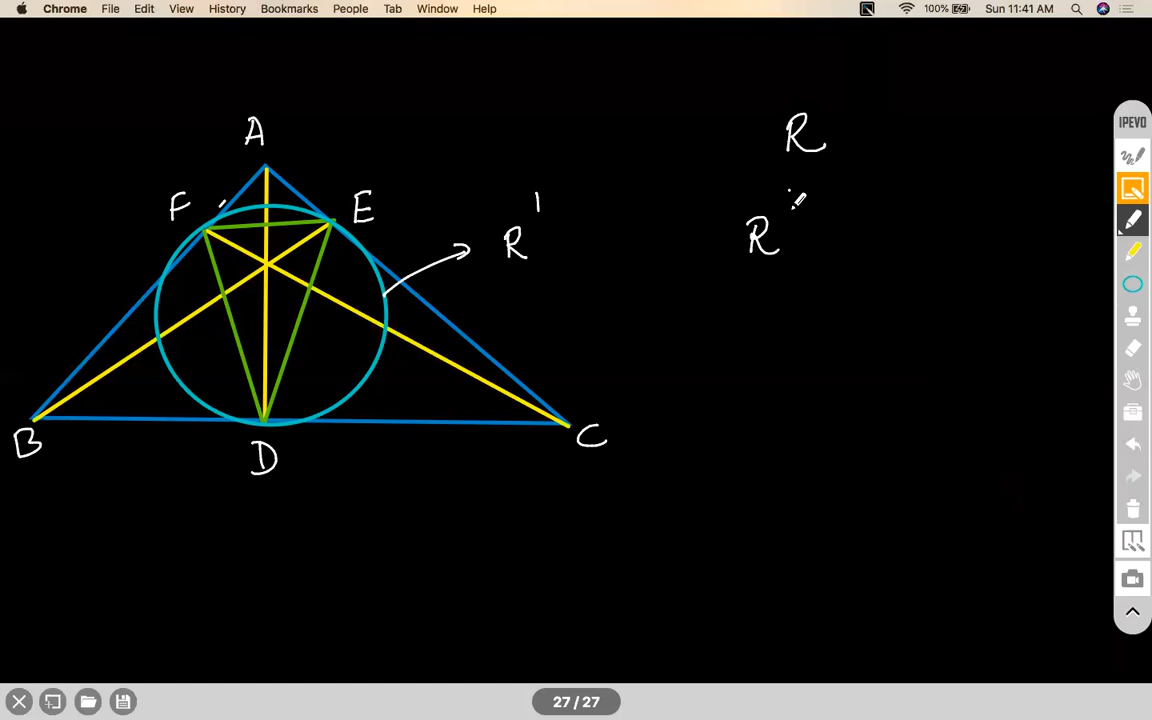 Chrome File Edit View History Bookmarks People Tab Window Help 100% Sun 11:41 AM
IPEVO
A
R
F E
R'
R
B D C
27 / 27